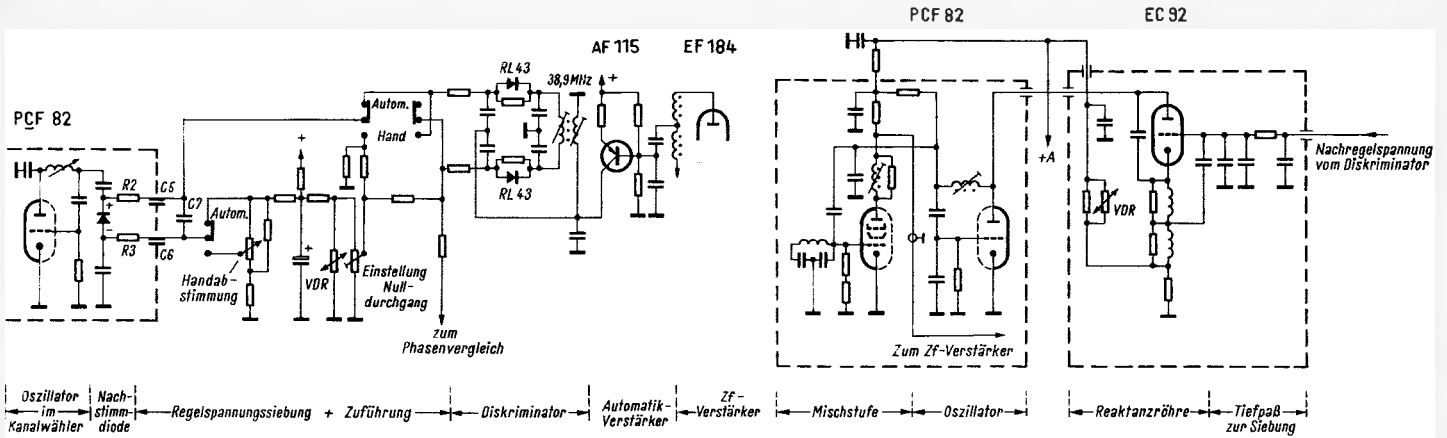 PCF 82
EC 92
AF 115
EF 184
RL 43
38,9MHz
+
Autom.
Hand
PCF 82
R2
C5
C7
+
−
Autom.
R3
C6
RL 43
+
Handab-
stimmung
VDR
Einstellung
Null-
durchgang
zum
Phasenvergleich
+A
Nachregelspannung
vom Diskriminator
VDR
Zum Zf-Verstärker
Oszillator
im
Kanalwähler
Nach-
stimm-
diode
Regelspannungssiebung + Zuführung
Diskriminator
Automatik-
Verstärker
Zf-
Verstärker
Mischstufe
Oszillator
Reaktanzröhre
Tiefpaß
zur Siebung